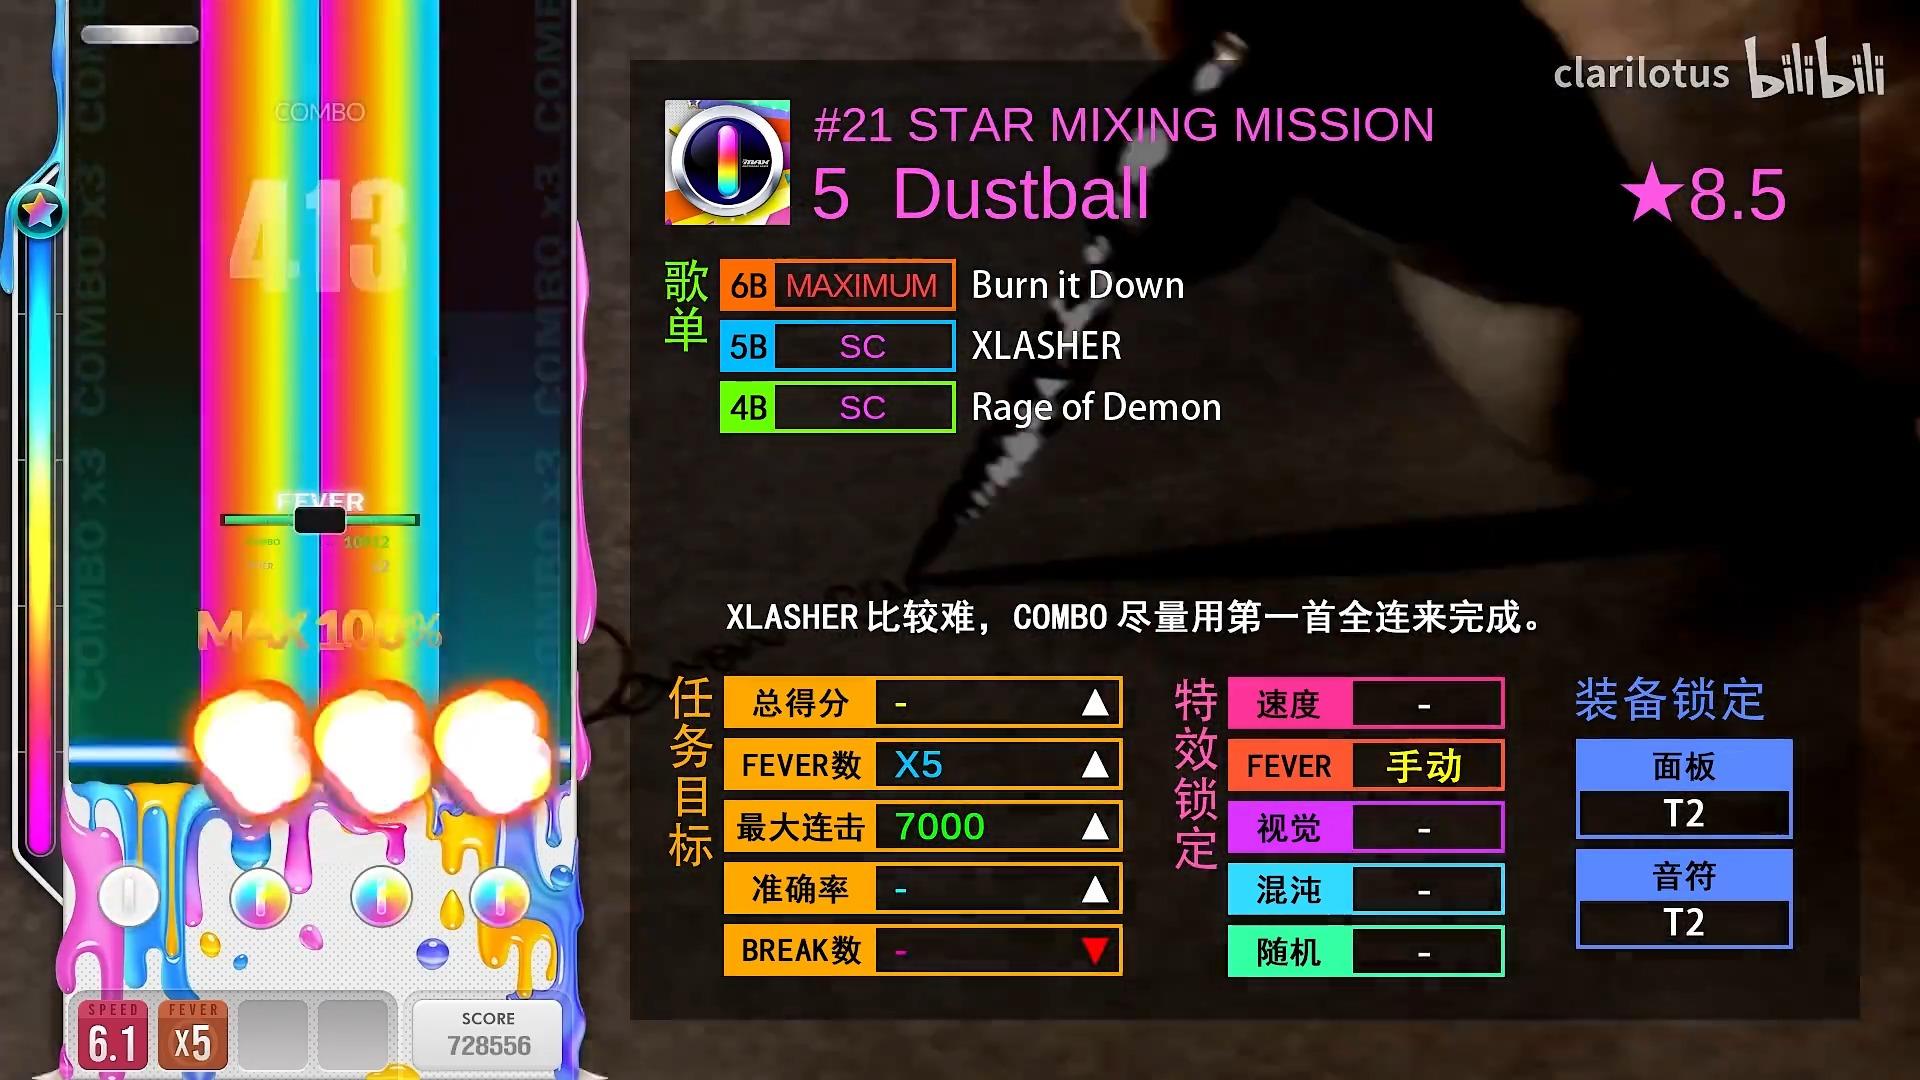 clarilotus bilibili
COMBO
413
FEVER
MAX 100%
COMBO x3
SPEED
6.1
FEVER
x5
SCORE
728556
#21 STAR MIXING MISSION
5 Dustball
★8.5
歌单
6B MAXIMUM Burn it Down
5B SC XLASHER
4B SC Rage of Demon
XLASHER 比较难，COMBO 尽量用第一首全连来完成。
任务目标
总得分 - ▲
FEVER数 X5 ▲
最大连击 7000 ▲
准确率 - ▲
BREAK数 - ▼
特效锁定
速度 -
FEVER 手动
视觉 -
混沌 -
随机 -
装备锁定
面板
T2
音符
T2